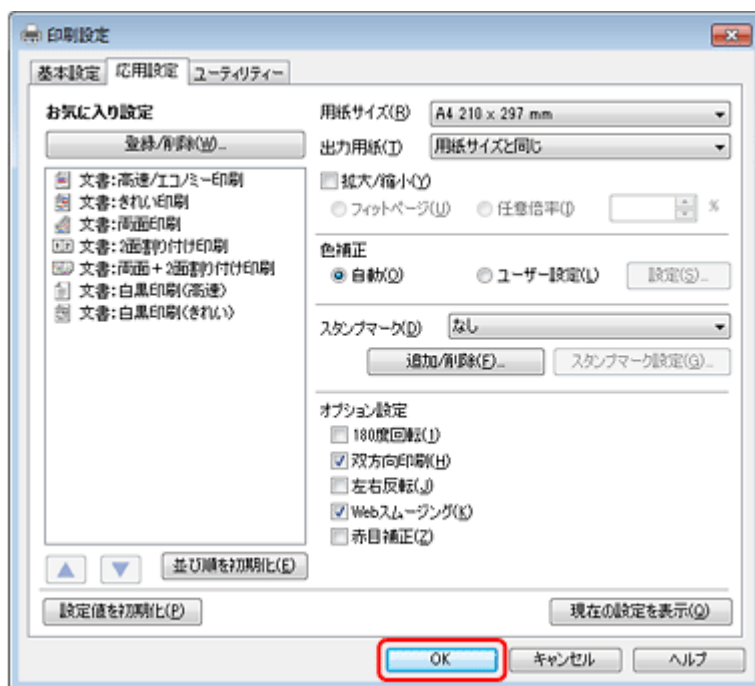 印刷設定
基本設定 応用設定 ユーティリティー
お気に入り設定
登録/削除(W)...
文書:高速/エコノミー印刷
文書:きれい印刷
文書:両面印刷
文書:2面割り付け印刷
文書:両面+2面割り付け印刷
文書:白黒印刷(高速)
文書:白黒印刷(きれい)
並び順を初期化(E)
用紙サイズ(R) A4 210 x 297 mm
出力用紙(T) 用紙サイズと同じ
拡大/縮小(Y)
フィットページ(U) 任意倍率(I) %
色補正
自動(O) ユーザー設定(L) 設定(S)...
スタンプマーク(D) なし
追加/削除(F)... スタンプマーク設定(G)...
オプション設定
180度回転(1)
双方向印刷(H)
左右反転(J)
Webスムージング(K)
赤目補正(Z)
設定値を初期化(P) 現在の設定を表示(Q)
OK キャンセル ヘルプ